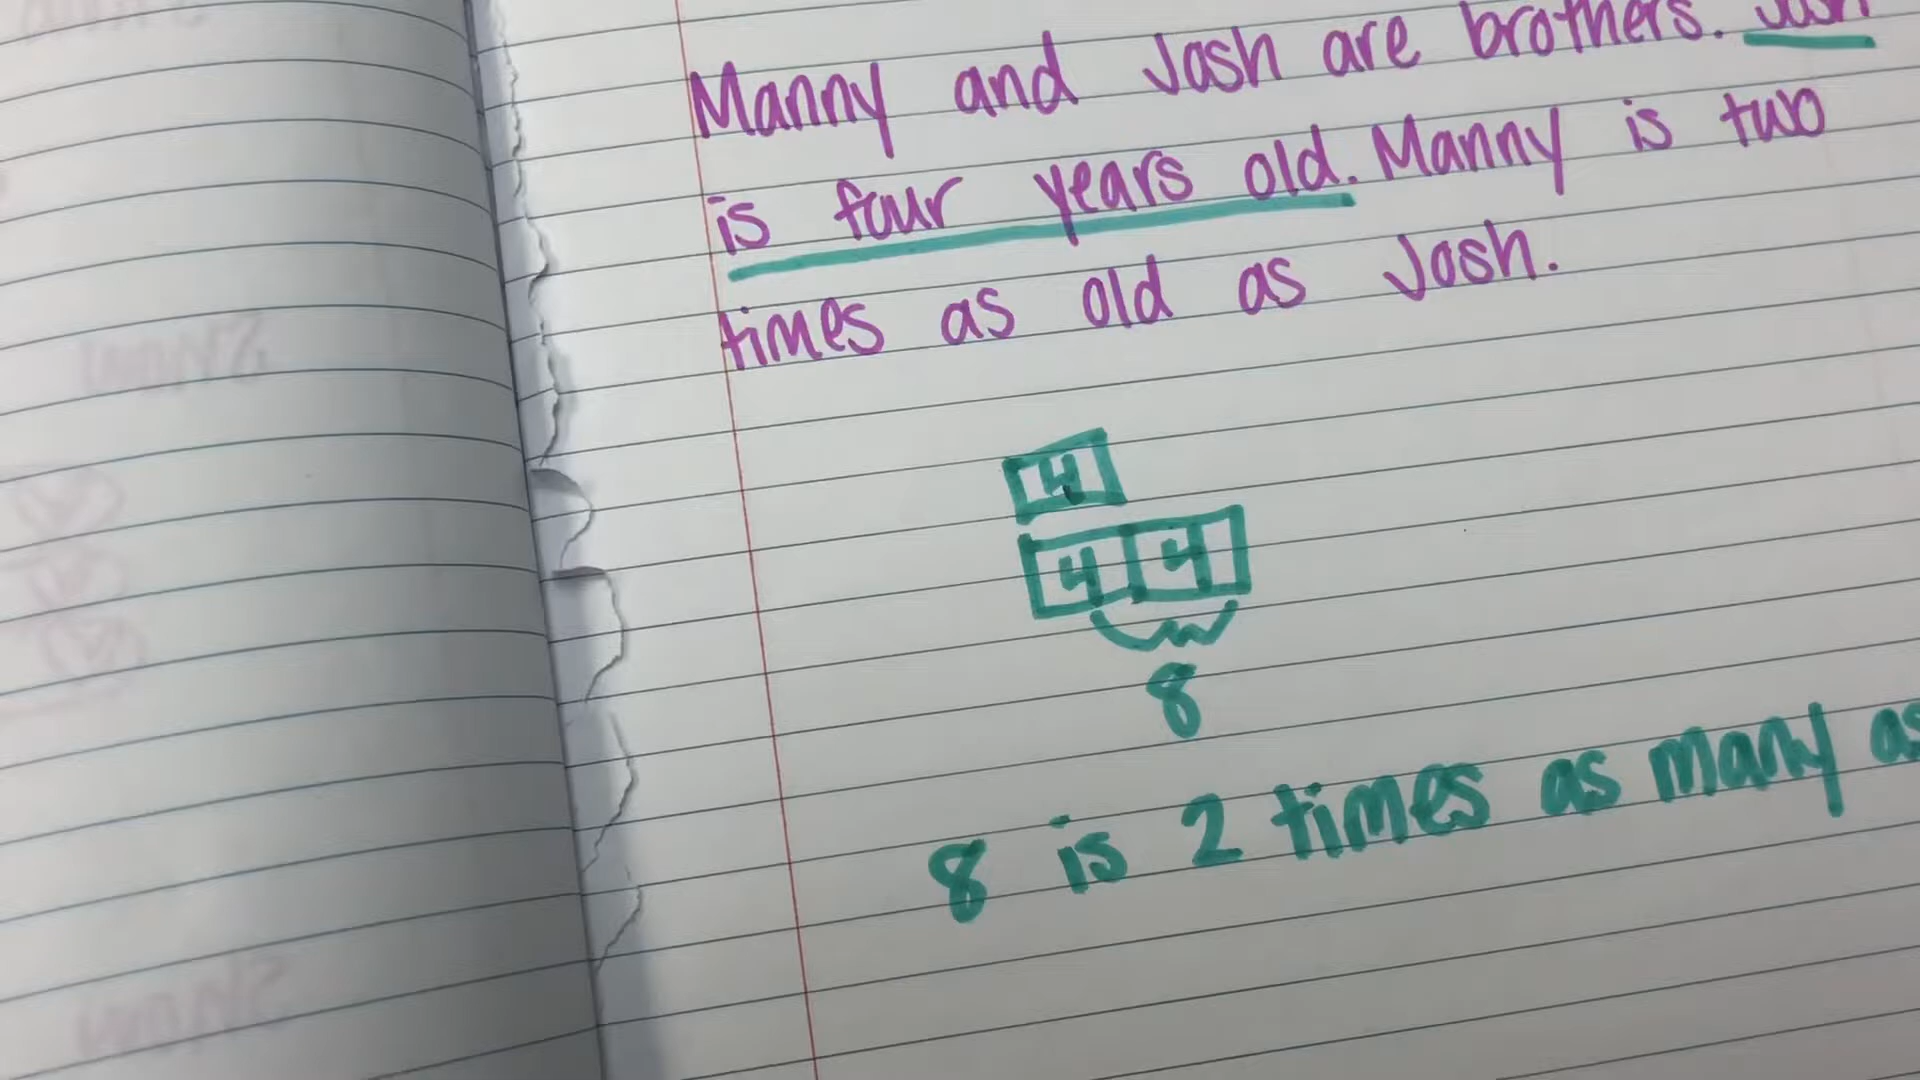 Manny and Josh are brothers. Josh
is four years old. Manny is two
times as old as Josh.
4
4 4
8
8 is 2 times as many as